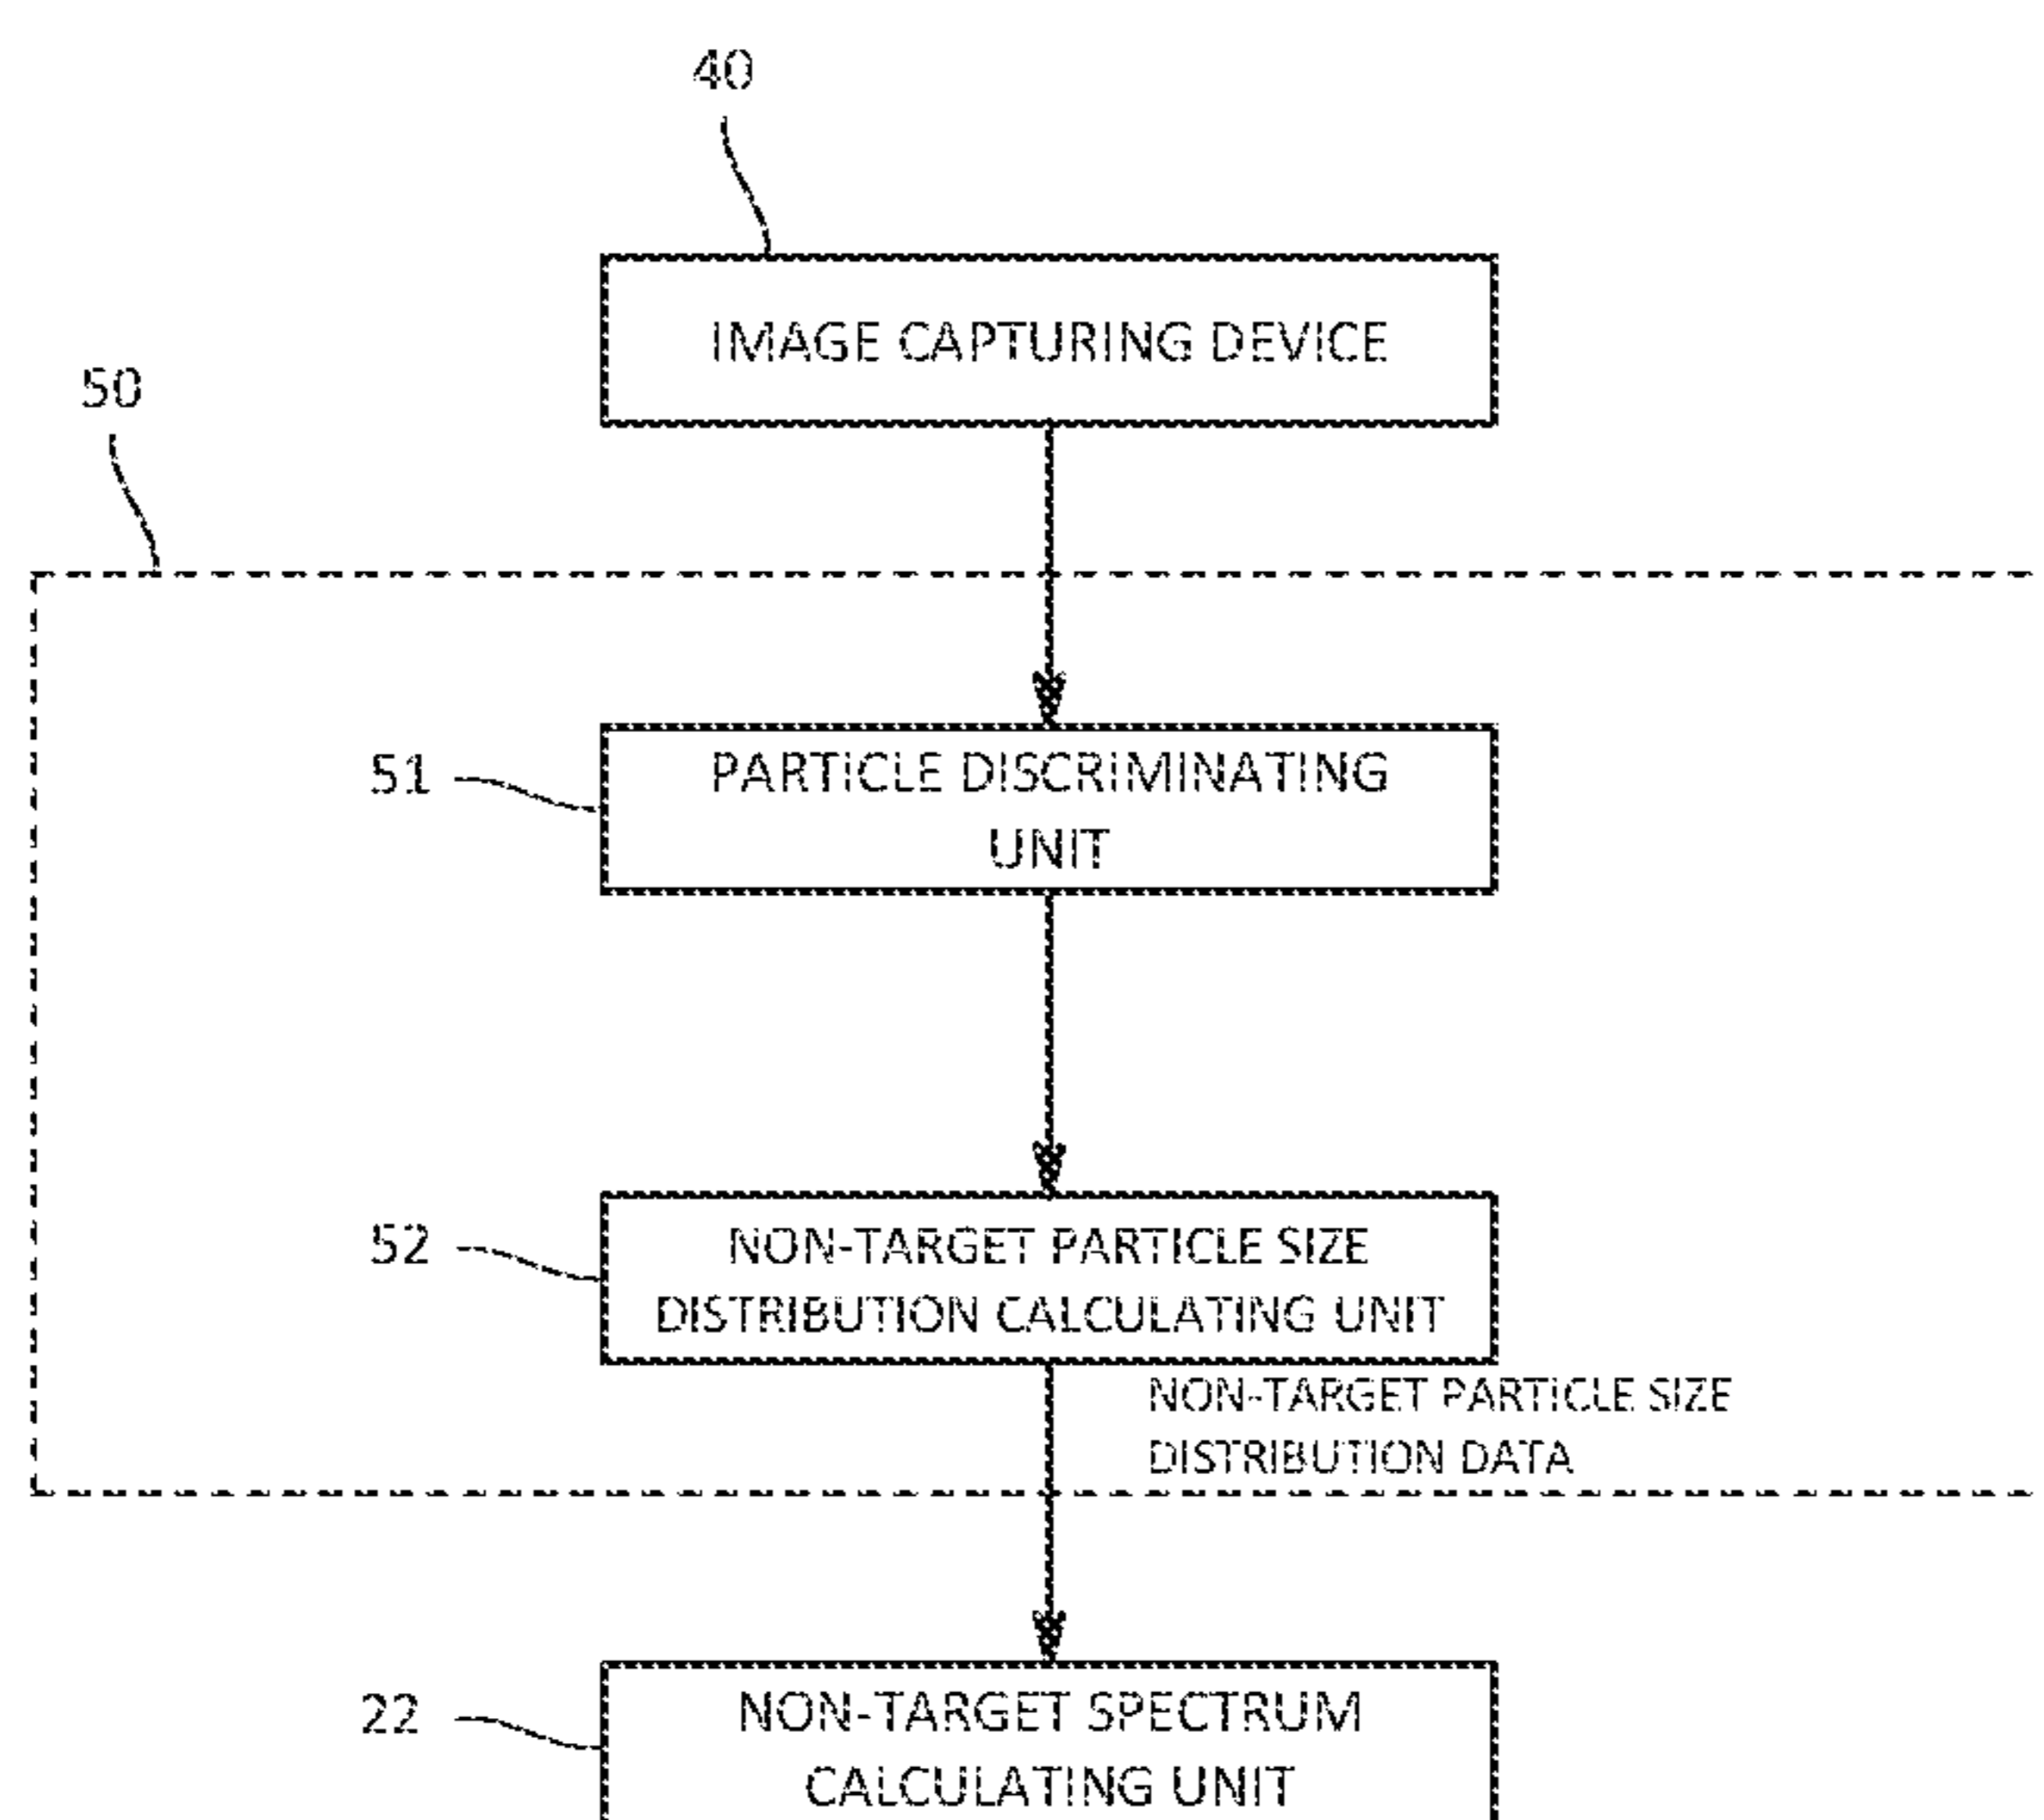 40
IMAGE CAPTURING DEVICE
50
PARTICLE DISCRIMINATING
51
UNIT
NON-TARGET PARTICLE SIZE
52
DISTRIBUTION CALCULATING UNIT
NON-TARGET PARTICLE SIZE
DISTRIBUTION DATA
NON-TARGET SPECTRUM
22
CALCULATING UNIT